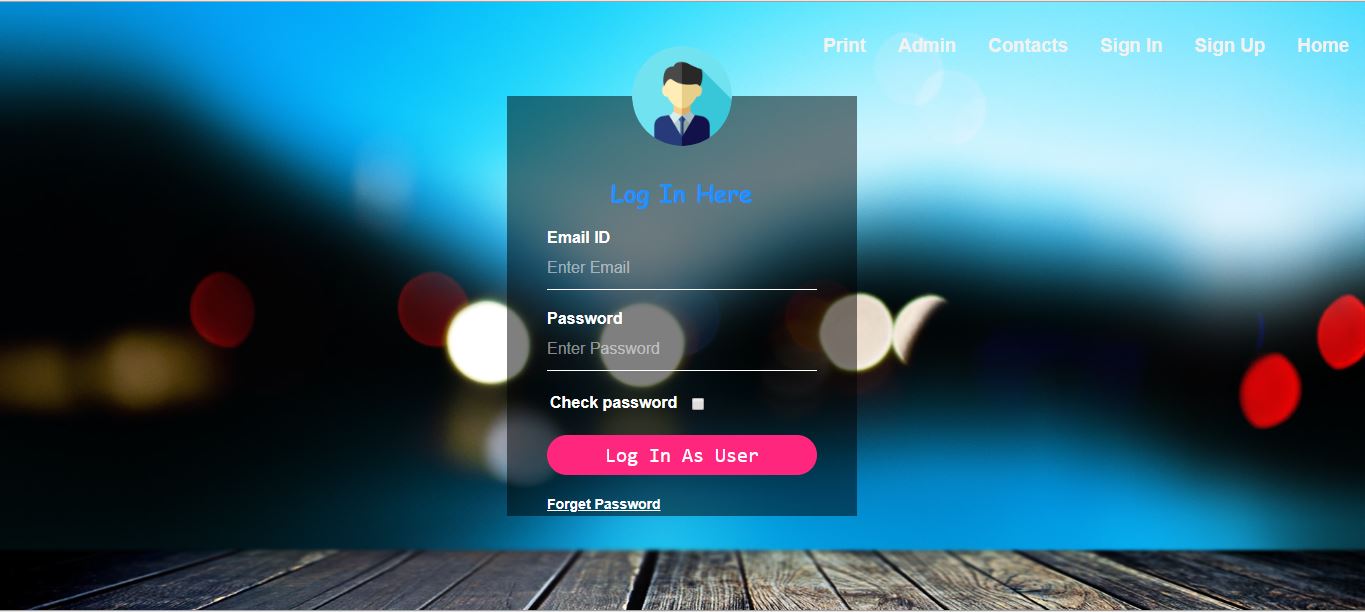 Print Admin Contacts Sign In Sign Up Home
Log In Here
Email ID
Enter Email
Password
Enter Password
Check password
Log In As User
Forget Password